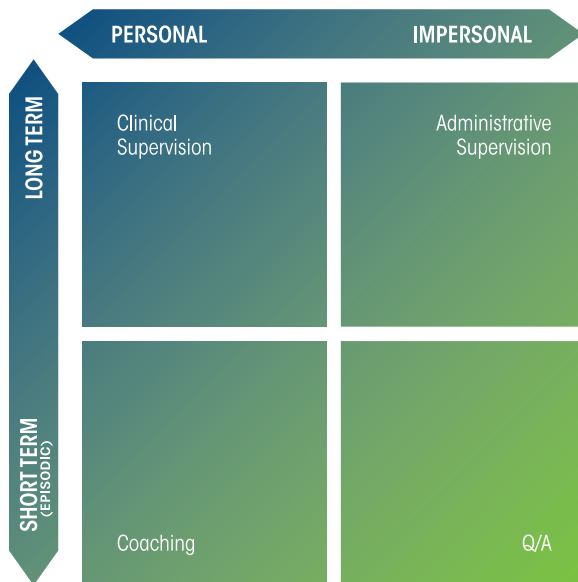 PERSONAL
IMPERSONAL
LONG TERM
Clinical
Supervision
Administrative
Supervision
SHORT TERM
(EPISODIC)
Coaching
Q/A